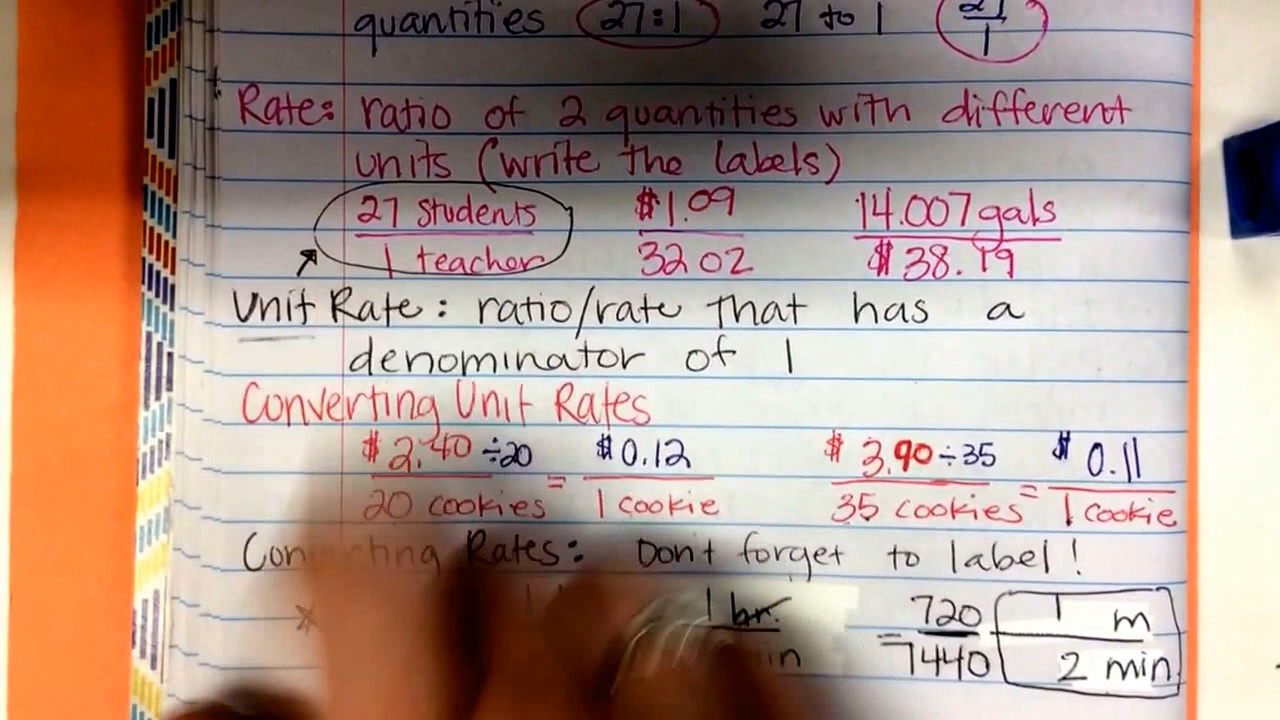 quantities 27:1 27 to 1 27/1
Rate: ratio of 2 quantities with different
units (write the labels)
27 students $1.09 14.007 gals
1 teacher 32 oz $38.19
Unit Rate: ratio/rate that has a
denominator of 1
Converting Unit Rates
$2.40 ÷20 $0.12 $3.90 ÷35 $0.11
20 cookies = 1 cookie 35 cookies = 1 cookie
Converting Rates: Don't forget to label!
1 hr. 720 1 m
= 7440 2 min